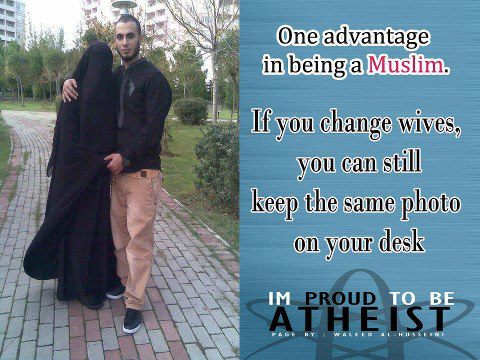 One advantage
in being a Muslim.
If you change wives,
you can still
keep the same photo
on your desk
IM PROUD TO BE
ATHEIST
PAGE BY : WALEED AL-HUSSEINI